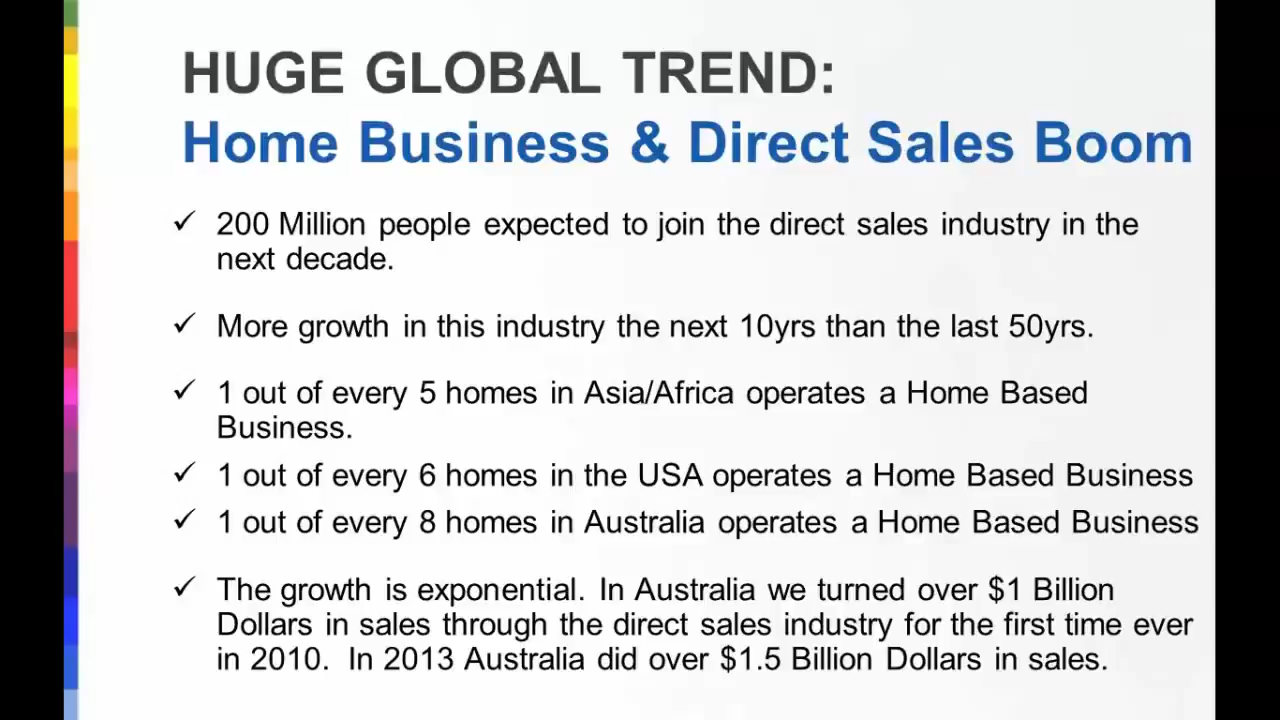 HUGE GLOBAL TREND:
Home Business & Direct Sales Boom
✓ 200 Million people expected to join the direct sales industry in the
next decade.
✓ More growth in this industry the next 10yrs than the last 50yrs.
✓ 1 out of every 5 homes in Asia/Africa operates a Home Based
Business.
✓ 1 out of every 6 homes in the USA operates a Home Based Business
✓ 1 out of every 8 homes in Australia operates a Home Based Business
✓ The growth is exponential. In Australia we turned over $1 Billion
Dollars in sales through the direct sales industry for the first time ever
in 2010. In 2013 Australia did over $1.5 Billion Dollars in sales.